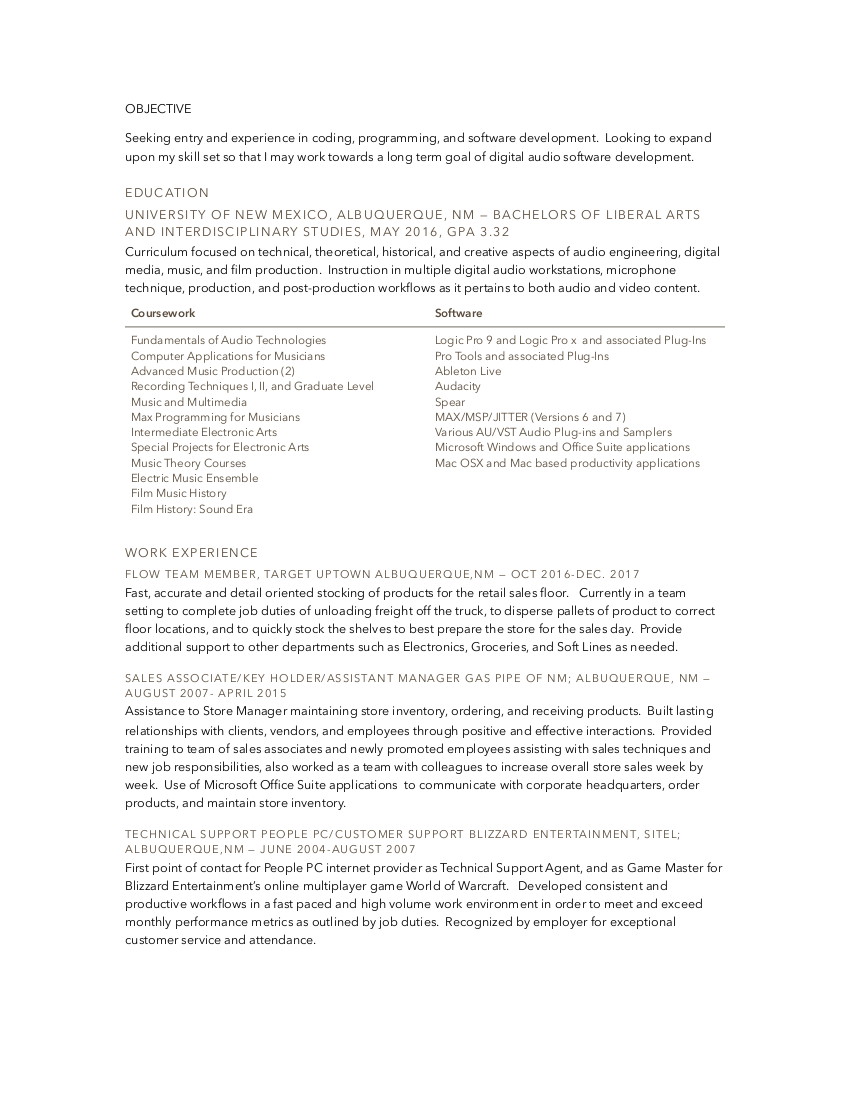 OBJECTIVE
Seeking entry and experience in coding, programming, and software development.  Looking to expand
upon my skill set so that I may work towards a long term goal of digital audio software development.
EDUCATION
UNIVERSITY OF NEW MEXICO, ALBUQUERQUE, NM — BACHELORS OF LIBERAL ARTS
AND INTERDISCIPLINARY STUDIES, MAY 2016, GPA 3.32
Curriculum focused on technical, theoretical, historical, and creative aspects of audio engineering, digital
media, music, and film production.  Instruction in multiple digital audio workstations, microphone
technique, production, and post-production workflows as it pertains to both audio and video content.
Coursework
Fundamentals of Audio Technologies
Computer Applications for Musicians
Advanced Music Production (2)
Recording Techniques I, II, and Graduate Level
Music and Multimedia
Max Programming for Musicians
Intermediate Electronic Arts
Special Projects for Electronic Arts
Music Theory Courses
Electric Music Ensemble
Film Music History
Film History: Sound Era
Software
Logic Pro 9 and Logic Pro x  and associated Plug-Ins
Pro Tools and associated Plug-Ins
Ableton Live
Audacity
Spear
MAX/MSP/JITTER (Versions 6 and 7)
Various AU/VST Audio Plug-ins and Samplers
Microsoft Windows and Office Suite applications
Mac OSX and Mac based productivity applications
WORK EXPERIENCE
FLOW TEAM MEMBER, TARGET UPTOWN ALBUQUERQUE,NM — OCT 2016-DEC. 2017
Fast, accurate and detail oriented stocking of products for the retail sales floor.   Currently in a team
setting to complete job duties of unloading freight off the truck, to disperse pallets of product to correct
floor locations, and to quickly stock the shelves to best prepare the store for the sales day.  Provide
additional support to other departments such as Electronics, Groceries, and Soft Lines as needed.
SALES ASSOCIATE/KEY HOLDER/ASSISTANT MANAGER GAS PIPE OF NM; ALBUQUERQUE, NM —
AUGUST 2007- APRIL 2015
Assistance to Store Manager maintaining store inventory, ordering, and receiving products.  Built lasting
relationships with clients, vendors, and employees through positive and effective interactions.  Provided
training to team of sales associates and newly promoted employees assisting with sales techniques and
new job responsibilities, also worked as a team with colleagues to increase overall store sales week by
week.  Use of Microsoft Office Suite applications  to communicate with corporate headquarters, order
products, and maintain store inventory.
TECHNICAL SUPPORT PEOPLE PC/CUSTOMER SUPPORT BLIZZARD ENTERTAINMENT, SITEL;
ALBUQUERQUE,NM — JUNE 2004-AUGUST 2007
First point of contact for People PC internet provider as Technical Support Agent, and as Game Master for
Blizzard Entertainment's online multiplayer game World of Warcraft.   Developed consistent and
productive workflows in a fast paced and high volume work environment in order to meet and exceed
monthly performance metrics as outlined by job duties.  Recognized by employer for exceptional
customer service and attendance.